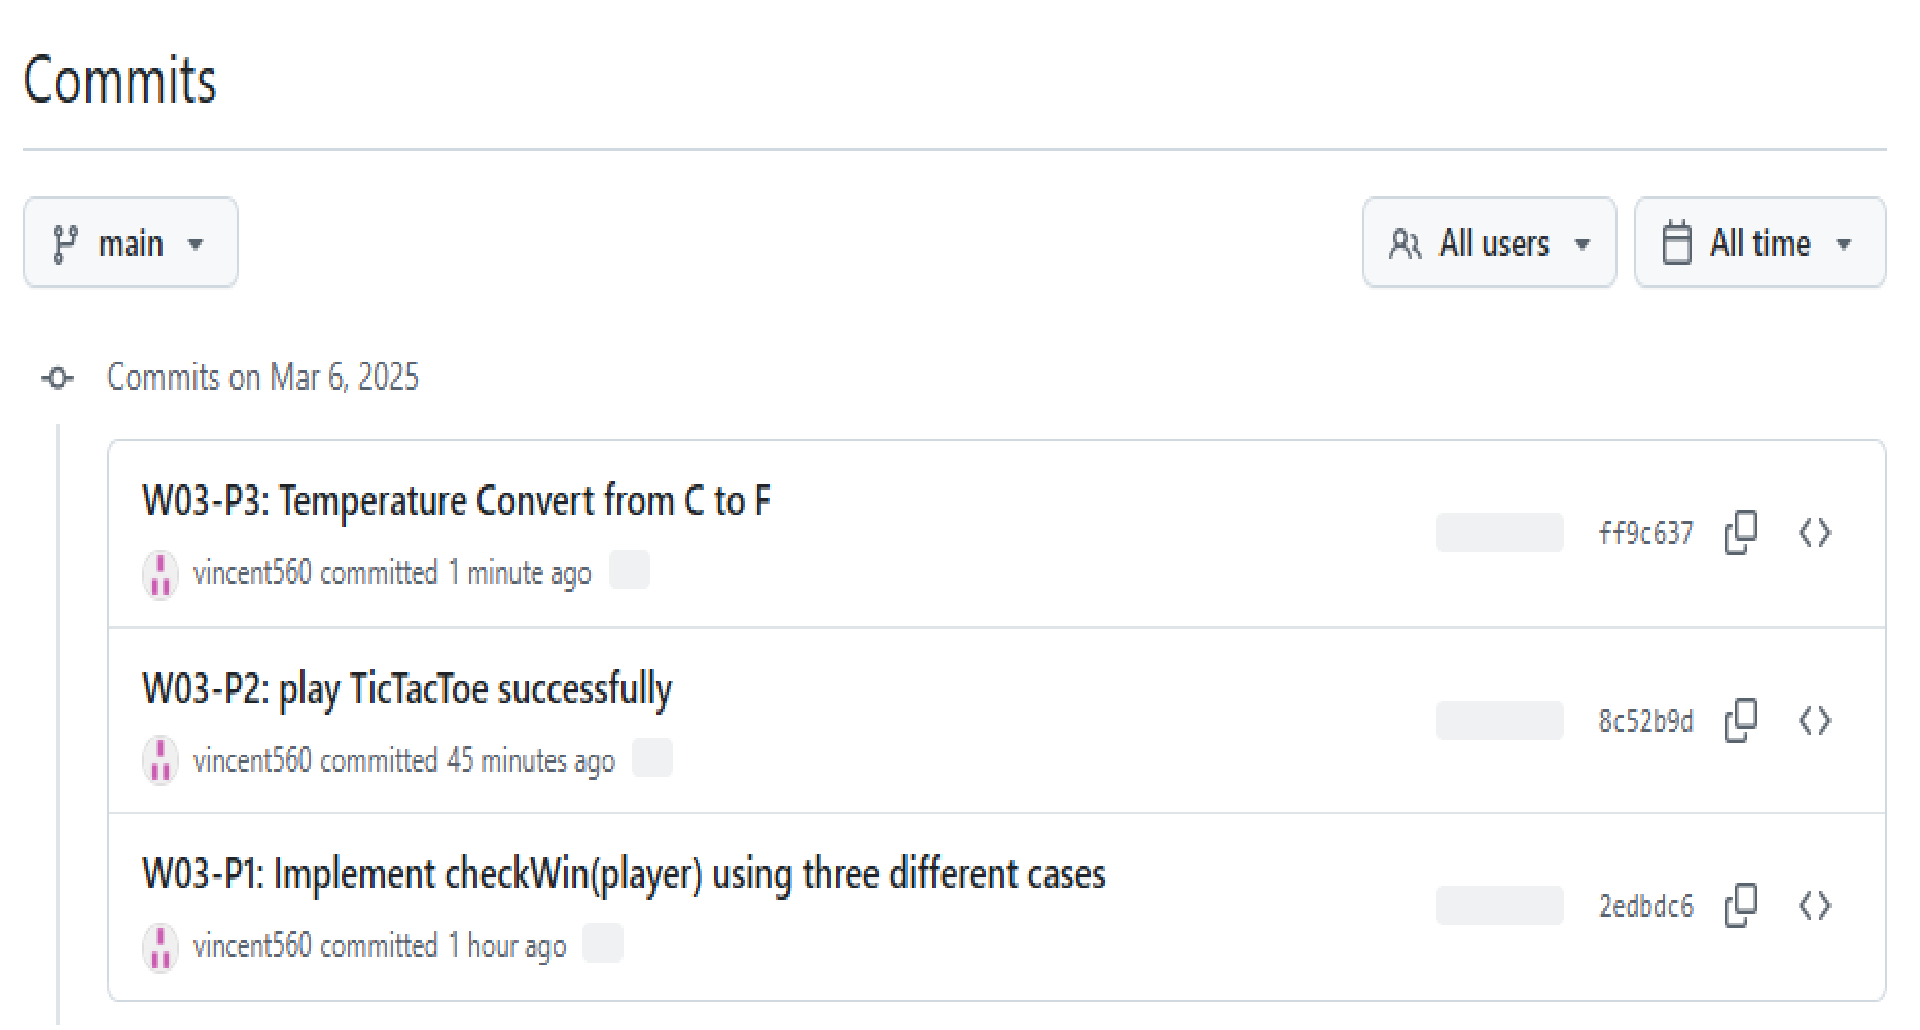 Commits
main
All users
All time
Commits on Mar 6, 2025
W03-P3: Temperature Convert from C to F
ff9c637
vincent560 committed 1 minute ago
W03-P2: play TicTacToe successfully
8c52b9d
vincent560 committed 45 minutes ago
W03-P1: Implement checkWin(player) using three different cases
2edbdc6
vincent560 committed 1 hour ago